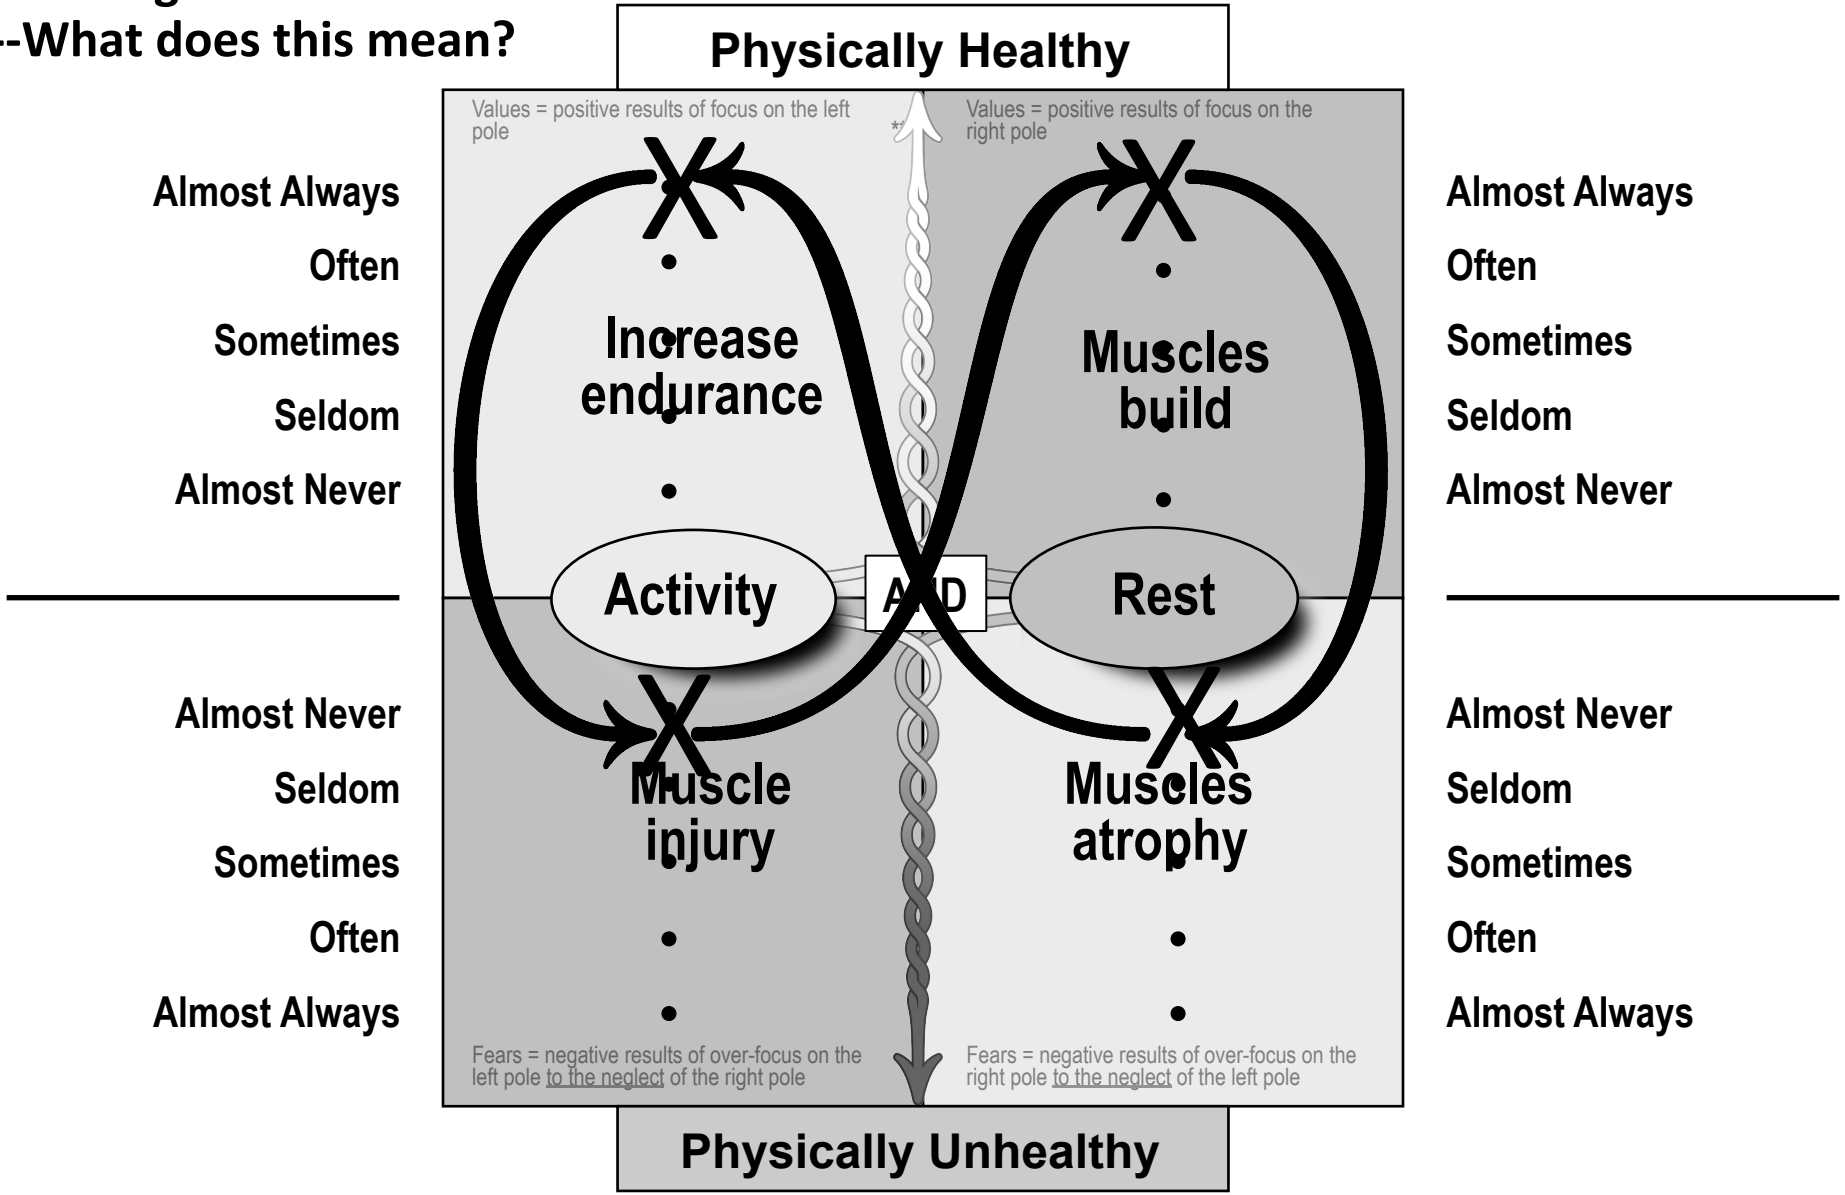 --What does this mean?
Physically Healthy
Values = positive results of focus on the left
pole
Values = positive results of focus on the
right pole
Almost Always
Often
Sometimes
Seldom
Almost Never
Increase
endurance
Muscles
build
Almost Always
Often
Sometimes
Seldom
Almost Never
Activity
AND
Rest
Almost Never
Seldom
Sometimes
Often
Almost Always
Muscle
injury
Muscles
atrophy
Almost Never
Seldom
Sometimes
Often
Almost Always
Fears = negative results of over-focus on the
left pole to the neglect of the right pole
Fears = negative results of over-focus on the
right pole to the neglect of the left pole
Physically Unhealthy